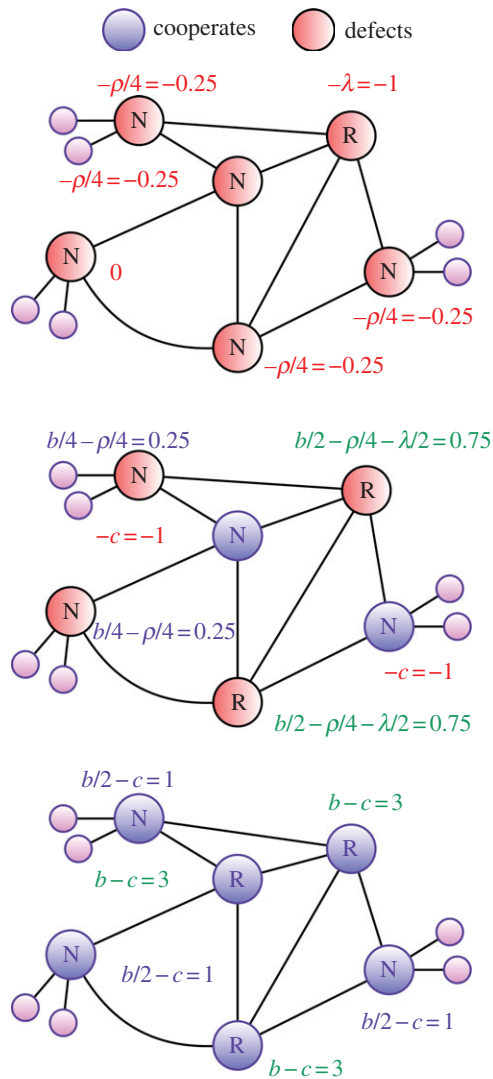 cooperates defects
−ρ/4=−0.25 −λ=−1
N R
−ρ/4=−0.25 N
N 0
N
−ρ/4=−0.25
N −ρ/4=−0.25
b/4−ρ/4=0.25 b/2−ρ/4−λ/2=0.75
N R
−c=−1 N
N
b/4−ρ/4=0.25 N
−c=−1
R
b/2−ρ/4−λ/2=0.75
b/2−c=1
N b−c=3
R
b−c=3 R
N
b/2−c=1 N
b/2−c=1
R
b−c=3